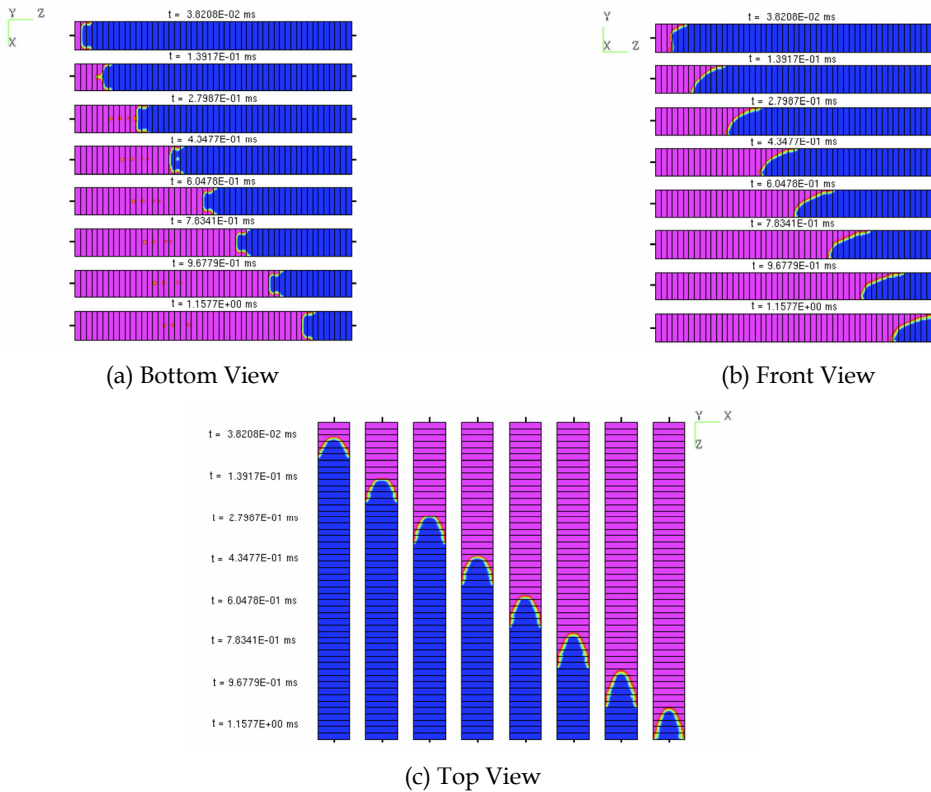 Y Z
X
t = 3.8208E-02 ms
t = 1.3917E-01 ms
t = 2.7987E-01 ms
t = 4.3477E-01 ms
t = 6.0478E-01 ms
t = 7.8341E-01 ms
t = 9.6779E-01 ms
t = 1.1577E+00 ms
(a) Bottom View
Y
X Z
t = 3.8208E-02 ms
t = 1.3917E-01 ms
t = 2.7987E-01 ms
t = 4.3477E-01 ms
t = 6.0478E-01 ms
t = 7.8341E-01 ms
t = 9.6779E-01 ms
t = 1.1577E+00 ms
(b) Front View
Y X
Z
t = 3.8208E-02 ms
t = 1.3917E-01 ms
t = 2.7987E-01 ms
t = 4.3477E-01 ms
t = 6.0478E-01 ms
t = 7.8341E-01 ms
t = 9.6779E-01 ms
t = 1.1577E+00 ms
(c) Top View